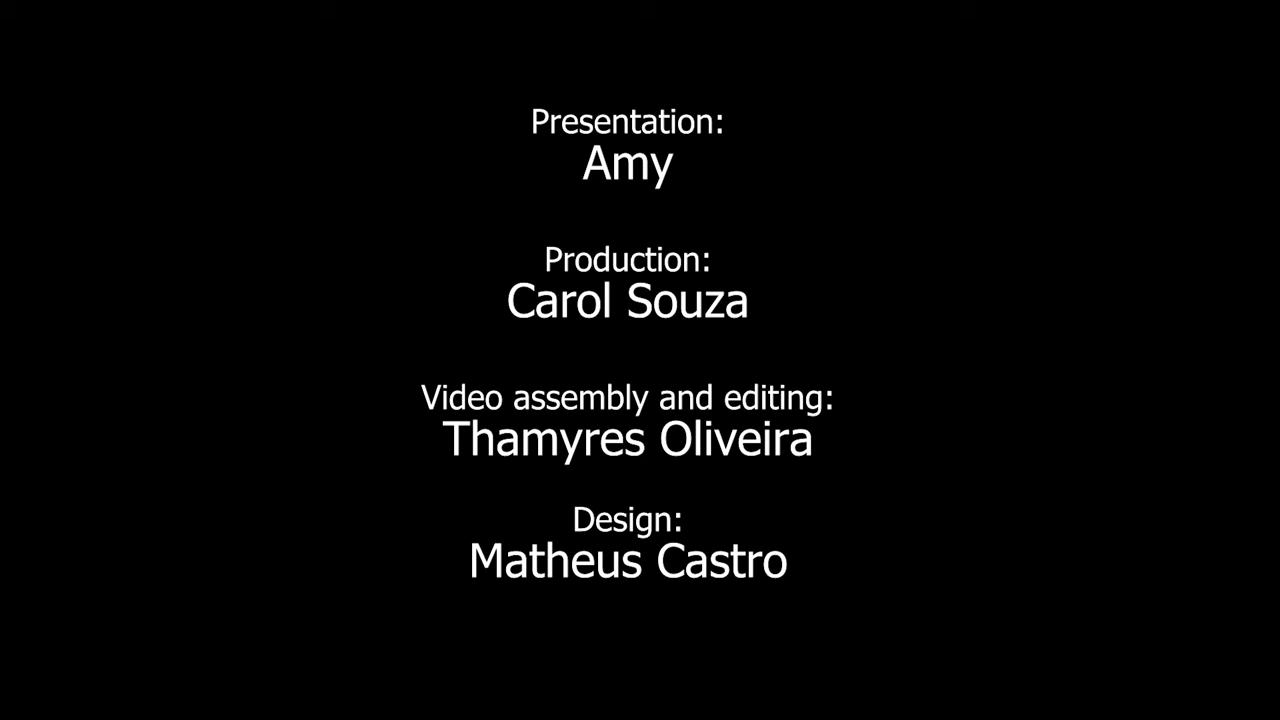 Presentation:
Amy
Production:
Carol Souza
Video assembly and editing:
Thamyres Oliveira
Design:
Matheus Castro